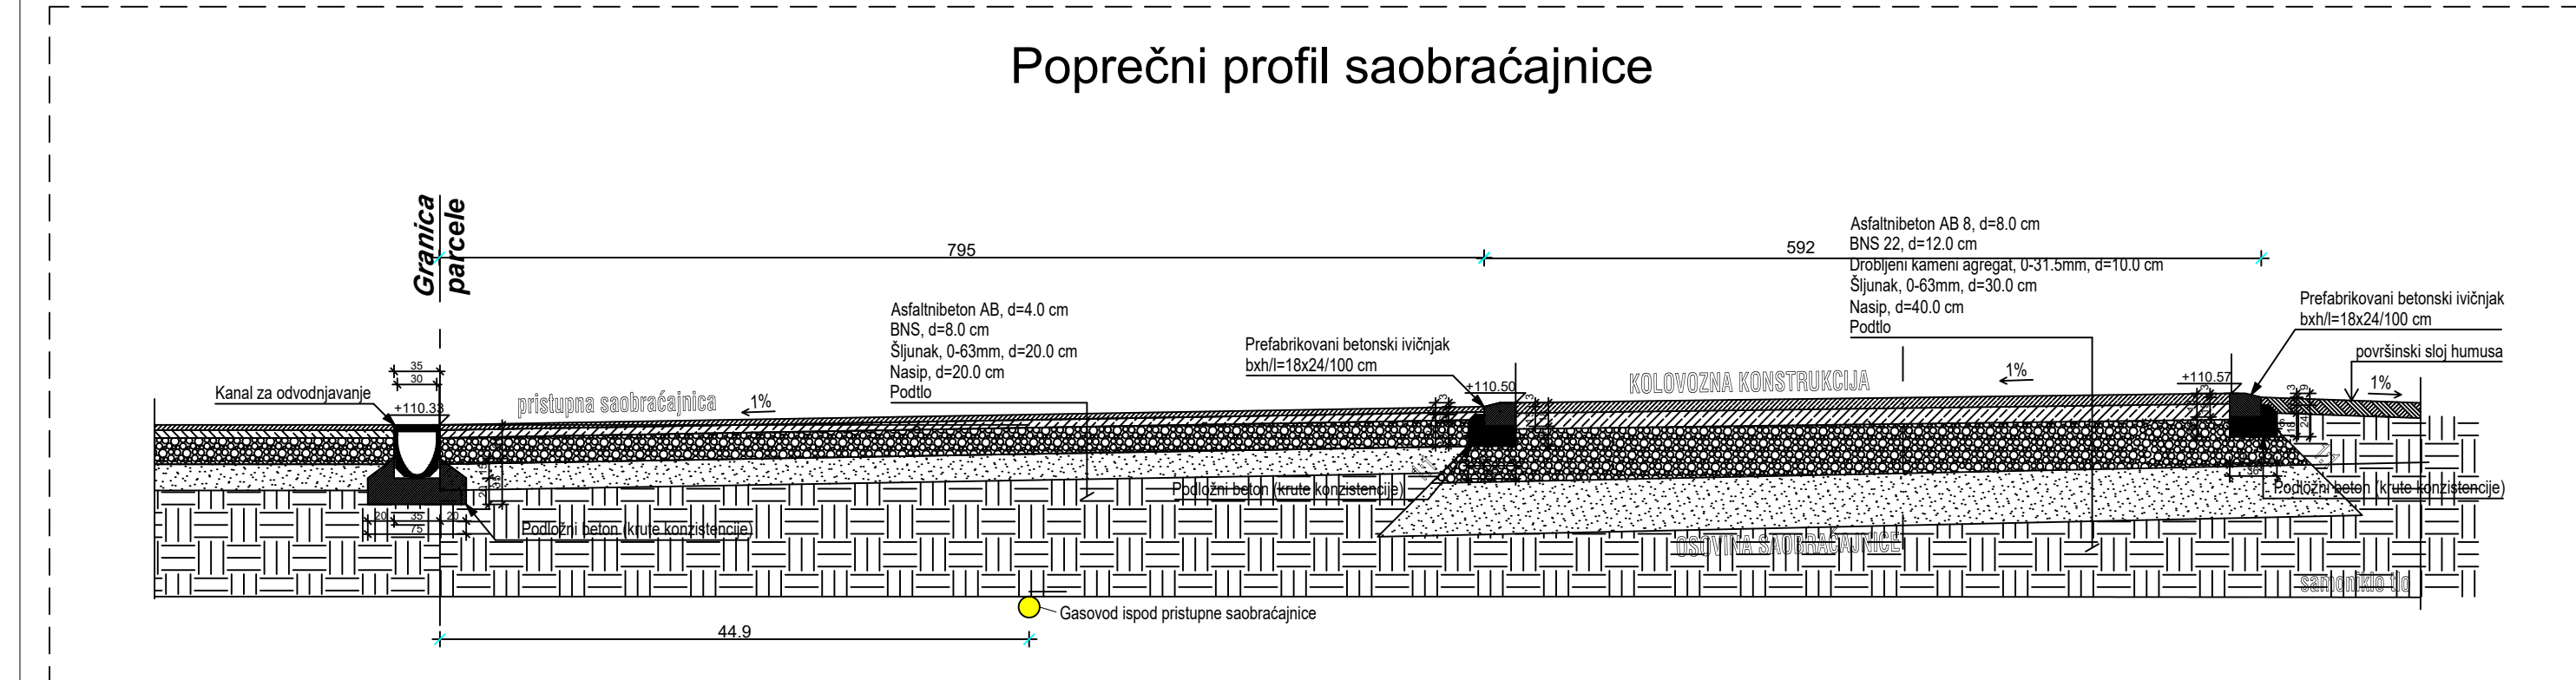 Poprečni profil saobraćajnice
Granica
parcele
795
592
Asfaltnibeton AB 8, d=8.0 cm
BNS 22, d=12.0 cm
Drobljeni kameni agregat, 0-31.5mm, d=10.0 cm
Šljunak, 0-63mm, d=30.0 cm
Nasip, d=40.0 cm
Podtlo
Asfaltnibeton AB, d=4.0 cm
BNS, d=8.0 cm
Šljunak, 0-63mm, d=20.0 cm
Nasip, d=20.0 cm
Podtlo
Prefabrikovani betonski ivičnjak
bxh/l=18x24/100 cm
Prefabrikovani betonski ivičnjak
bxh/l=18x24/100 cm
površinski sloj humusa
35
30
Kanal za odvodnjavanje
+110.33
pristupna saobraćajnica
1%
+110.50
KOLOVOZNA KONSTRUKCIJA
1%
+110.57
1%
Podložni beton (krute konzistencije)
Podložni beton (krute konzistencije)
20
35
20
75
Podložni beton (krute konzistencije)
OSOVINA SAOBRAĆAJNICE
samoniklo tlo
Gasovod ispod pristupne saobraćajnice
44.9